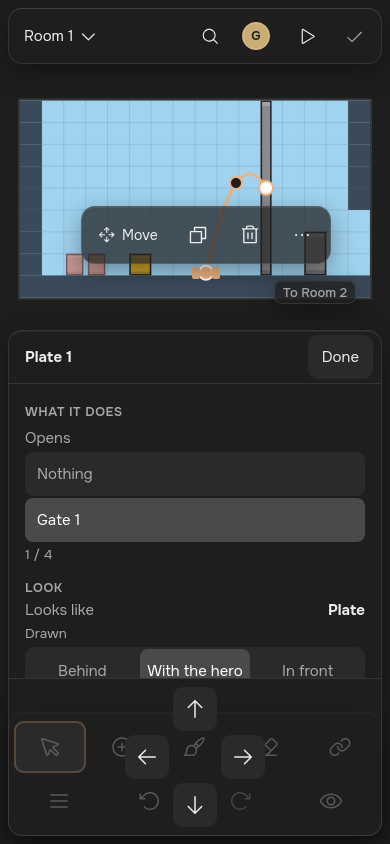 Room 1
G
Move
To Room 2
Plate 1
Done
WHAT IT DOES
Opens
Nothing
Gate 1
1 / 4
LOOK
Looks like
Plate
Drawn
Behind
With the hero
In front